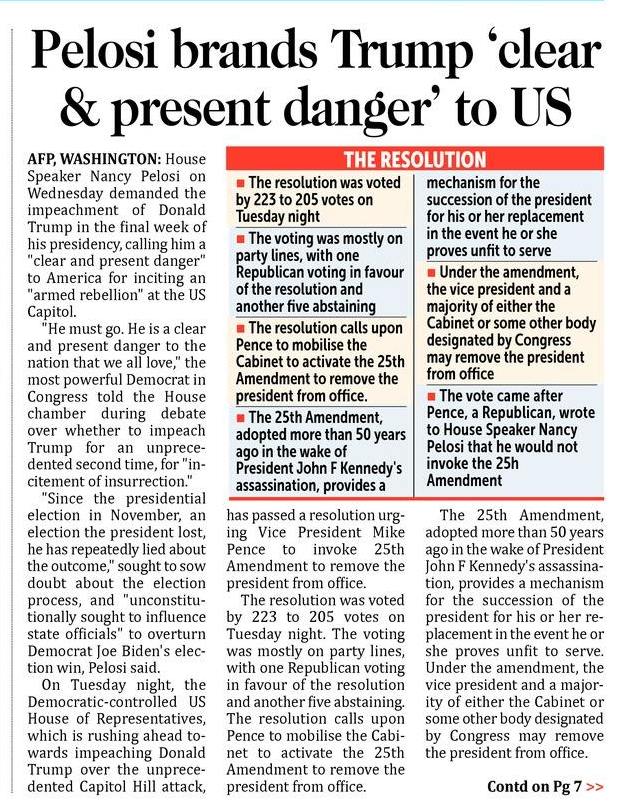 Pelosi brands Trump ‘clear
& present danger’ to US
AFP, WASHINGTON: House
Speaker Nancy Pelosi on
Wednesday demanded the
impeachment of Donald
Trump in the final week of
his presidency, calling him a
"clear and present danger"
to America for inciting an
"armed rebellion" at the US
Capitol.
"He must go. He is a clear
and present danger to the
nation that we all love," the
most powerful Democrat in
Congress told the House
chamber during debate
over whether to impeach
Trump for an unprece-
dented second time, for "in-
citement of insurrection."
"Since the presidential
election in November, an
election the president lost,
he has repeatedly lied about
the outcome," sought to sow
doubt about the election
process, and "unconstitu-
tionally sought to influence
state officials" to overturn
Democrat Joe Biden's elec-
tion win, Pelosi said.
On Tuesday night, the
Democratic-controlled US
House of Representatives,
which is rushing ahead to-
wards impeaching Donald
Trump over the unprece-
dented Capitol Hill attack,
THE RESOLUTION
■ The resolution was voted
by 223 to 205 votes on
Tuesday night
■ The voting was mostly on
party lines, with one
Republican voting in favour
of the resolution and
another five abstaining
■ The resolution calls upon
Pence to mobilise the
Cabinet to activate the 25th
Amendment to remove the
president from office.
■ The 25th Amendment,
adopted more than 50 years
ago in the wake of
President John F Kennedy's
assassination, provides a
mechanism for the
succession of the president
for his or her replacement
in the event he or she
proves unfit to serve
■ Under the amendment,
the vice president and a
majority of either the
Cabinet or some other body
designated by Congress
may remove the president
from office
■ The vote came after
Pence, a Republican, wrote
to House Speaker Nancy
Pelosi that he would not
invoke the 25h
Amendment
has passed a resolution urg-
ing Vice President Mike
Pence to invoke 25th
Amendment to remove the
president from office.
The resolution was voted
by 223 to 205 votes on
Tuesday night. The voting
was mostly on party lines,
with one Republican voting
in favour of the resolution
and another five abstaining.
The resolution calls upon
Pence to mobilise the Cabi-
net to activate the 25th
Amendment to remove the
president from office.
The 25th Amendment,
adopted more than 50 years
ago in the wake of President
John F Kennedy's assassina-
tion, provides a mechanism
for the succession of the
president for his or her re-
placement in the event he or
she proves unfit to serve.
Under the amendment, the
vice president and a major-
ity of either the Cabinet or
some other body designated
by Congress may remove
the president from office.
Contd on Pg 7 >>